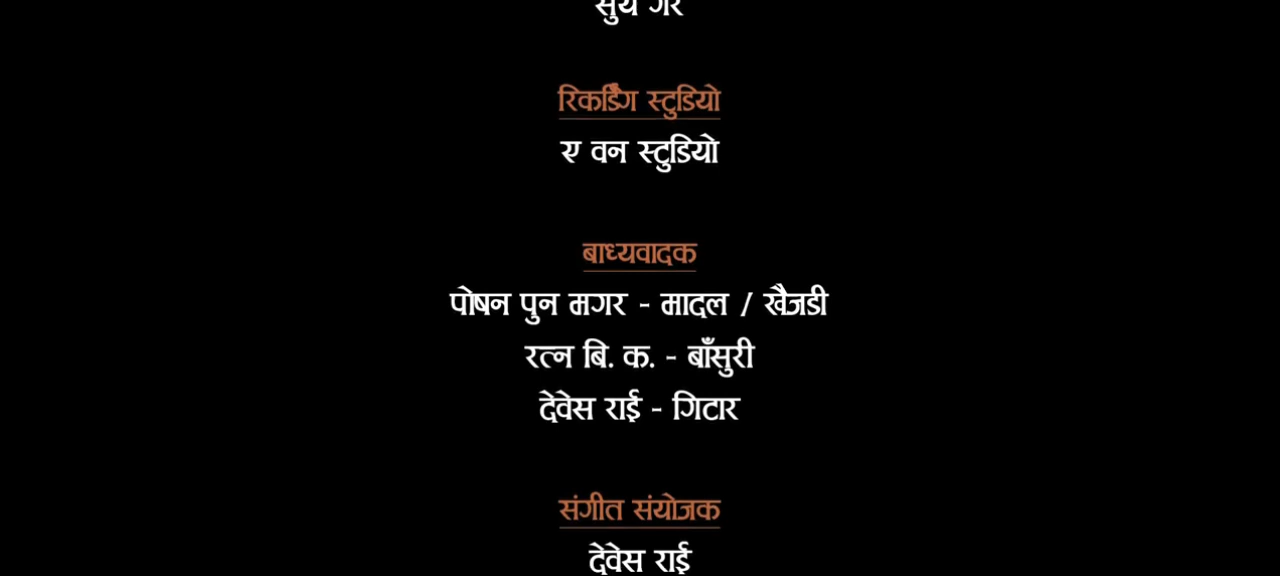 रिकर्डिंग स्टुडियो
ए वन स्टुडियो
बाध्यवादक
पोषन पुन मगर - मादल / खैजडी
रत्न बि. क. - बाँसुरी
देवेस राई - गिटार
संगीत संयोजक
देवेस राई